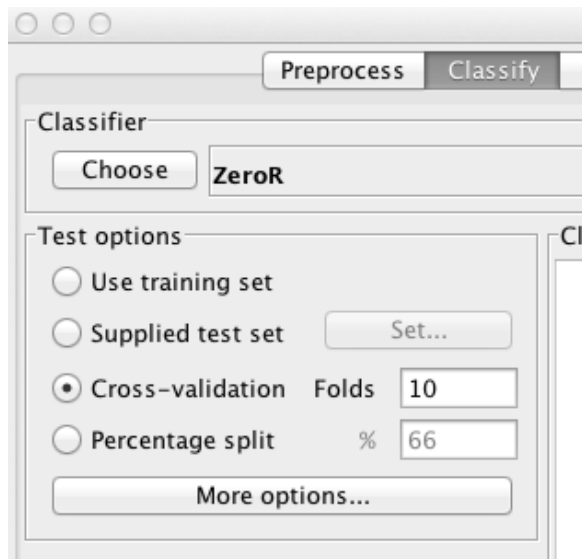 Preprocess Classify
Classifier
Choose ZeroR
Test options
Cl
Use training set
Supplied test set Set...
Cross-validation Folds 10
Percentage split % 66
More options...